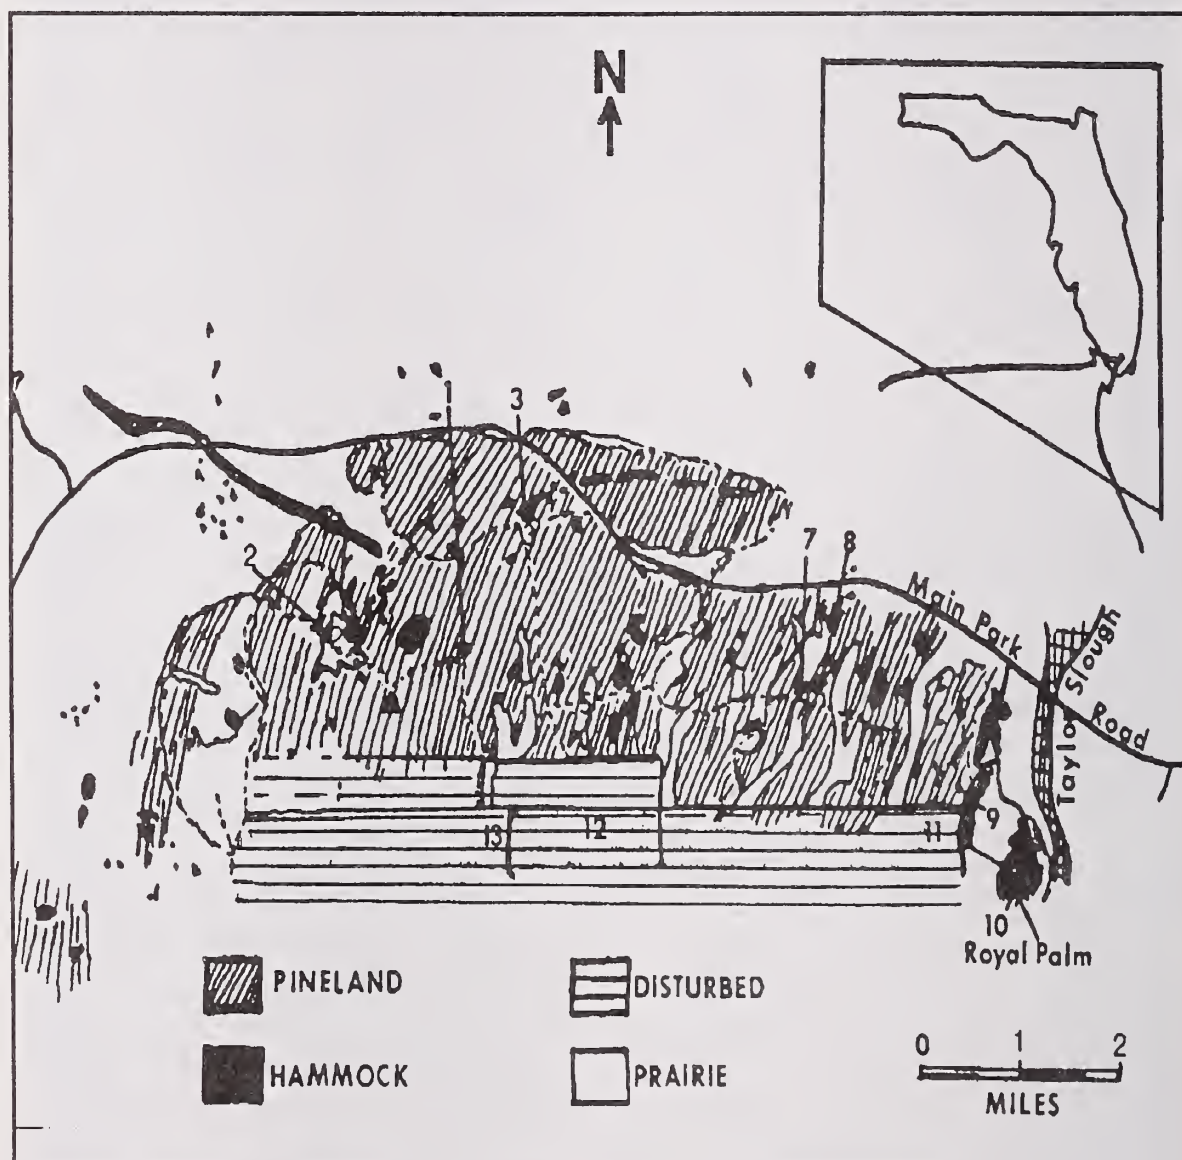 N
1
3
2
7
8
Main Park
Road
Taylor Slough
13
12
11
9
10
Royal Palm
PINELAND
DISTURBED
HAMMOCK
PRAIRIE
0 1 2
MILES